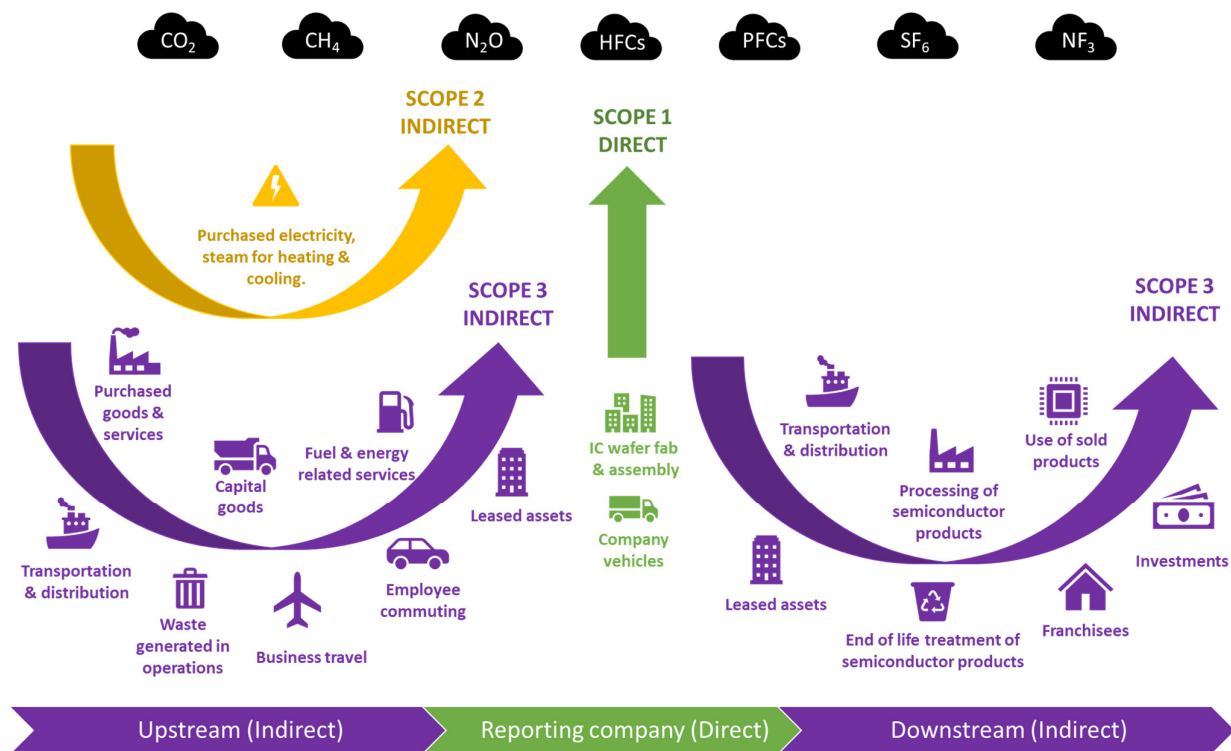 CO₂
CH₄
N₂O
HFCs
PFCs
SF₆
NF₃
SCOPE 2
INDIRECT
SCOPE 1
DIRECT
Purchased electricity,
steam for heating &
cooling.
SCOPE 3
INDIRECT
SCOPE 3
INDIRECT
Purchased
goods &
services
Capital
goods
Fuel & energy
related services
Leased assets
Transportation
& distribution
Waste
generated in
operations
Business travel
Employee
commuting
IC wafer fab
& assembly
Company
vehicles
Transportation
& distribution
Processing of
semiconductor
products
Use of sold
products
Leased assets
End of life treatment of
semiconductor products
Franchisees
Investments
Upstream (Indirect)
Reporting company (Direct)
Downstream (Indirect)